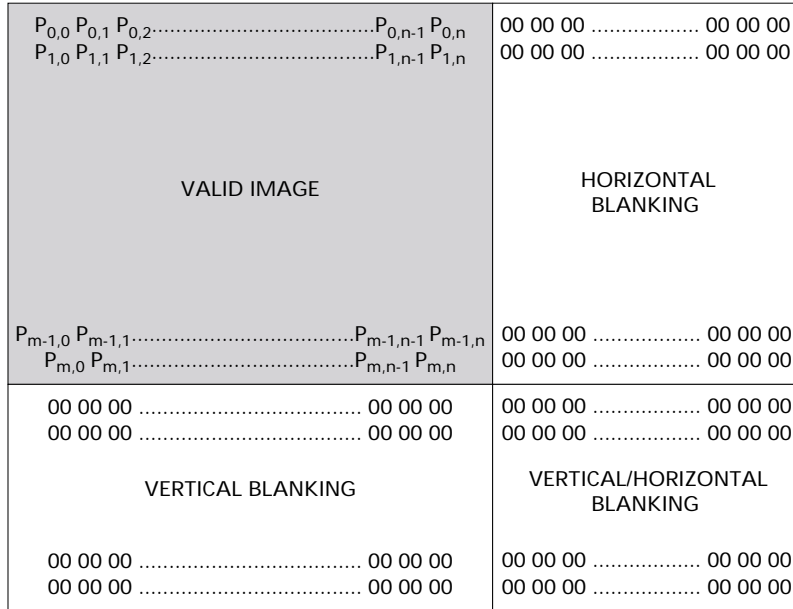 P0,0 P0,1 P0,2.....................................P0,n-1 P0,n
00 00 00 .................. 00 00 00
P1,0 P1,1 P1,2.....................................P1,n-1 P1,n
00 00 00 .................. 00 00 00
VALID IMAGE
HORIZONTAL
BLANKING
Pm-1,0 Pm-1,1.....................................Pm-1,n-1 Pm-1,n
00 00 00 .................. 00 00 00
Pm,0 Pm,1.....................................Pm,n-1 Pm,n
00 00 00 .................. 00 00 00
00 00 00 ..................................... 00 00 00
00 00 00 .................. 00 00 00
00 00 00 ..................................... 00 00 00
00 00 00 .................. 00 00 00
VERTICAL BLANKING
VERTICAL/HORIZONTAL
BLANKING
00 00 00 ..................................... 00 00 00
00 00 00 .................. 00 00 00
00 00 00 ..................................... 00 00 00
00 00 00 .................. 00 00 00